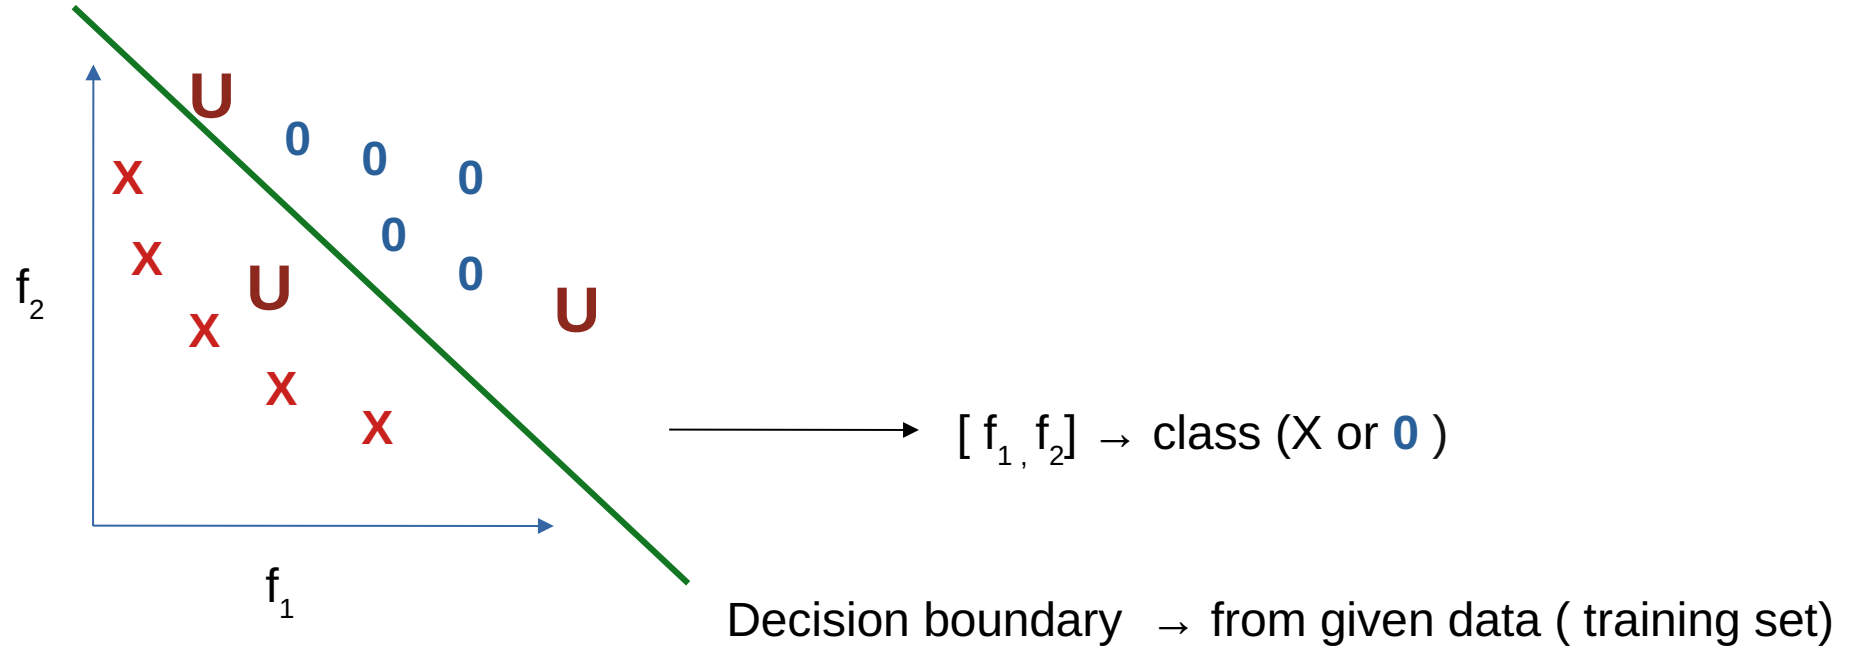 U
0
0
X
0
0
X
0
U
f2
U
X
X
X
[ f1 , f2] → class (X or 0 )
f1
Decision boundary → from given data ( training set)